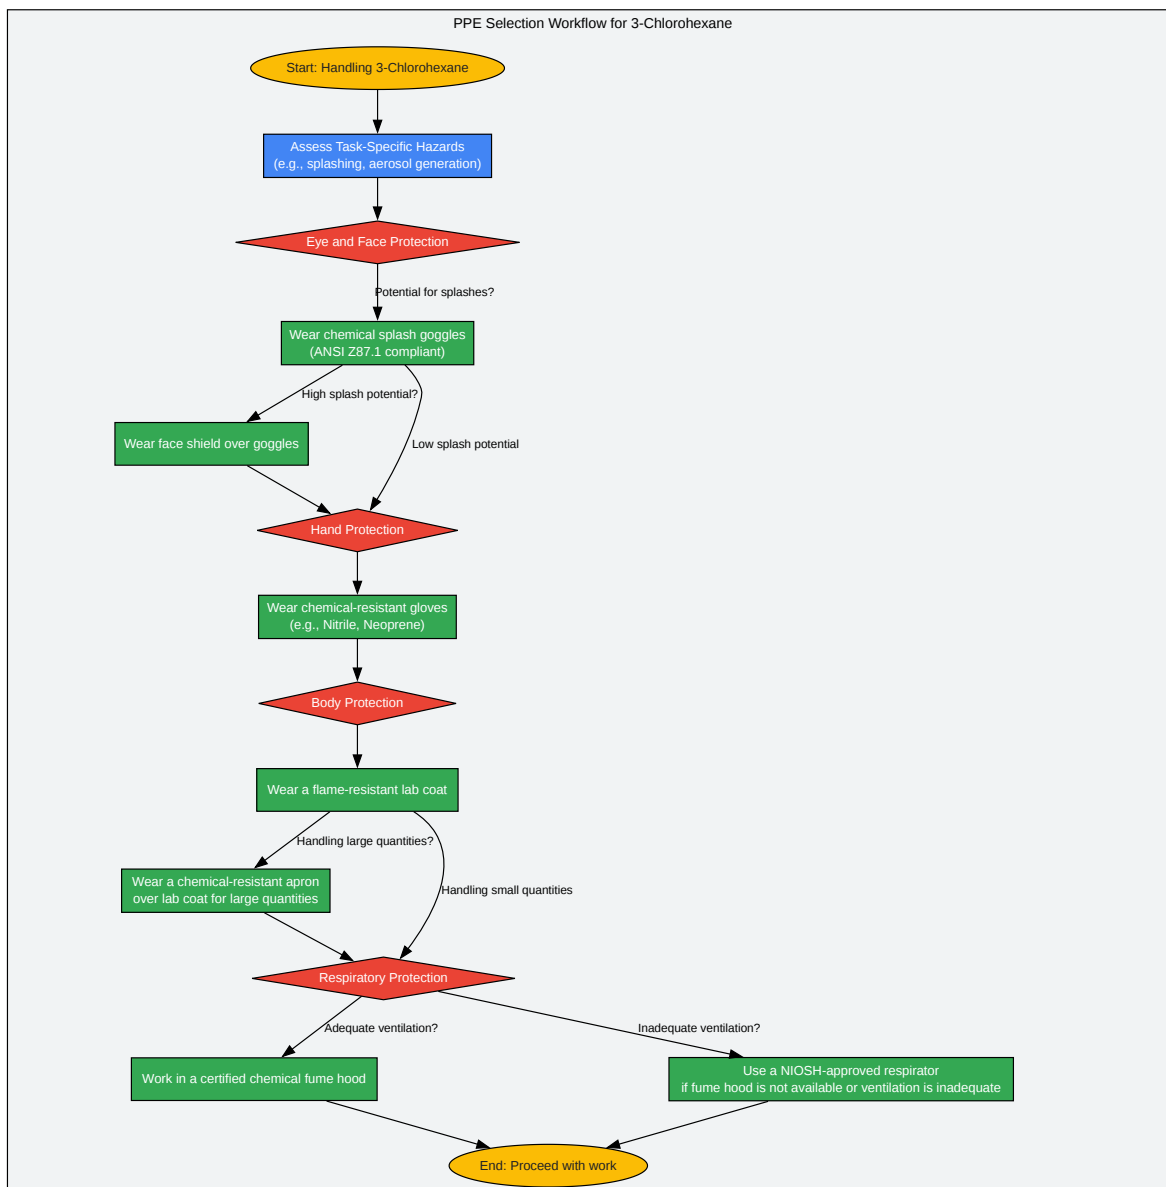 PPE Selection Workflow for 3-Chlorohexane
Start: Handling 3-Chlorohexane
Assess Task-Specific Hazards
(e.g., splashing, aerosol generation)
Eye and Face Protection
Potential for splashes?
Wear chemical splash goggles
(ANSI Z87.1 compliant)
High splash potential?
Wear face shield over goggles
Low splash potential
Hand Protection
Wear chemical-resistant gloves
(e.g., Nitrile, Neoprene)
Body Protection
Wear a flame-resistant lab coat
Handling large quantities?
Wear a chemical-resistant apron
over lab coat for large quantities
Handling small quantities
Respiratory Protection
Adequate ventilation?
Inadequate ventilation?
Work in a certified chemical fume hood
Use a NIOSH-approved respirator
if fume hood is not available or ventilation is inadequate
End: Proceed with work